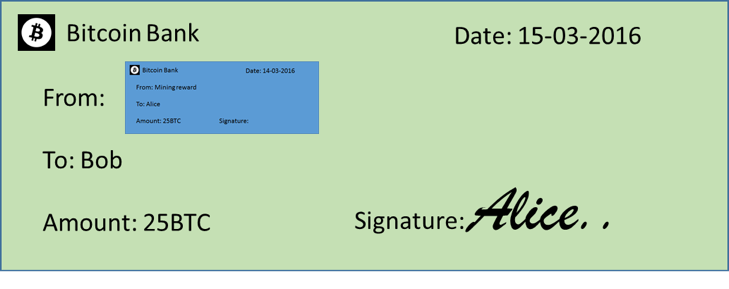 Bitcoin Bank
Date: 15-03-2016
From:
Bitcoin Bank
Date: 14-03-2016
From: Mining reward
To: Alice
Amount: 25BTC
Signature:
To: Bob
Amount: 25BTC
Signature: Alice. .